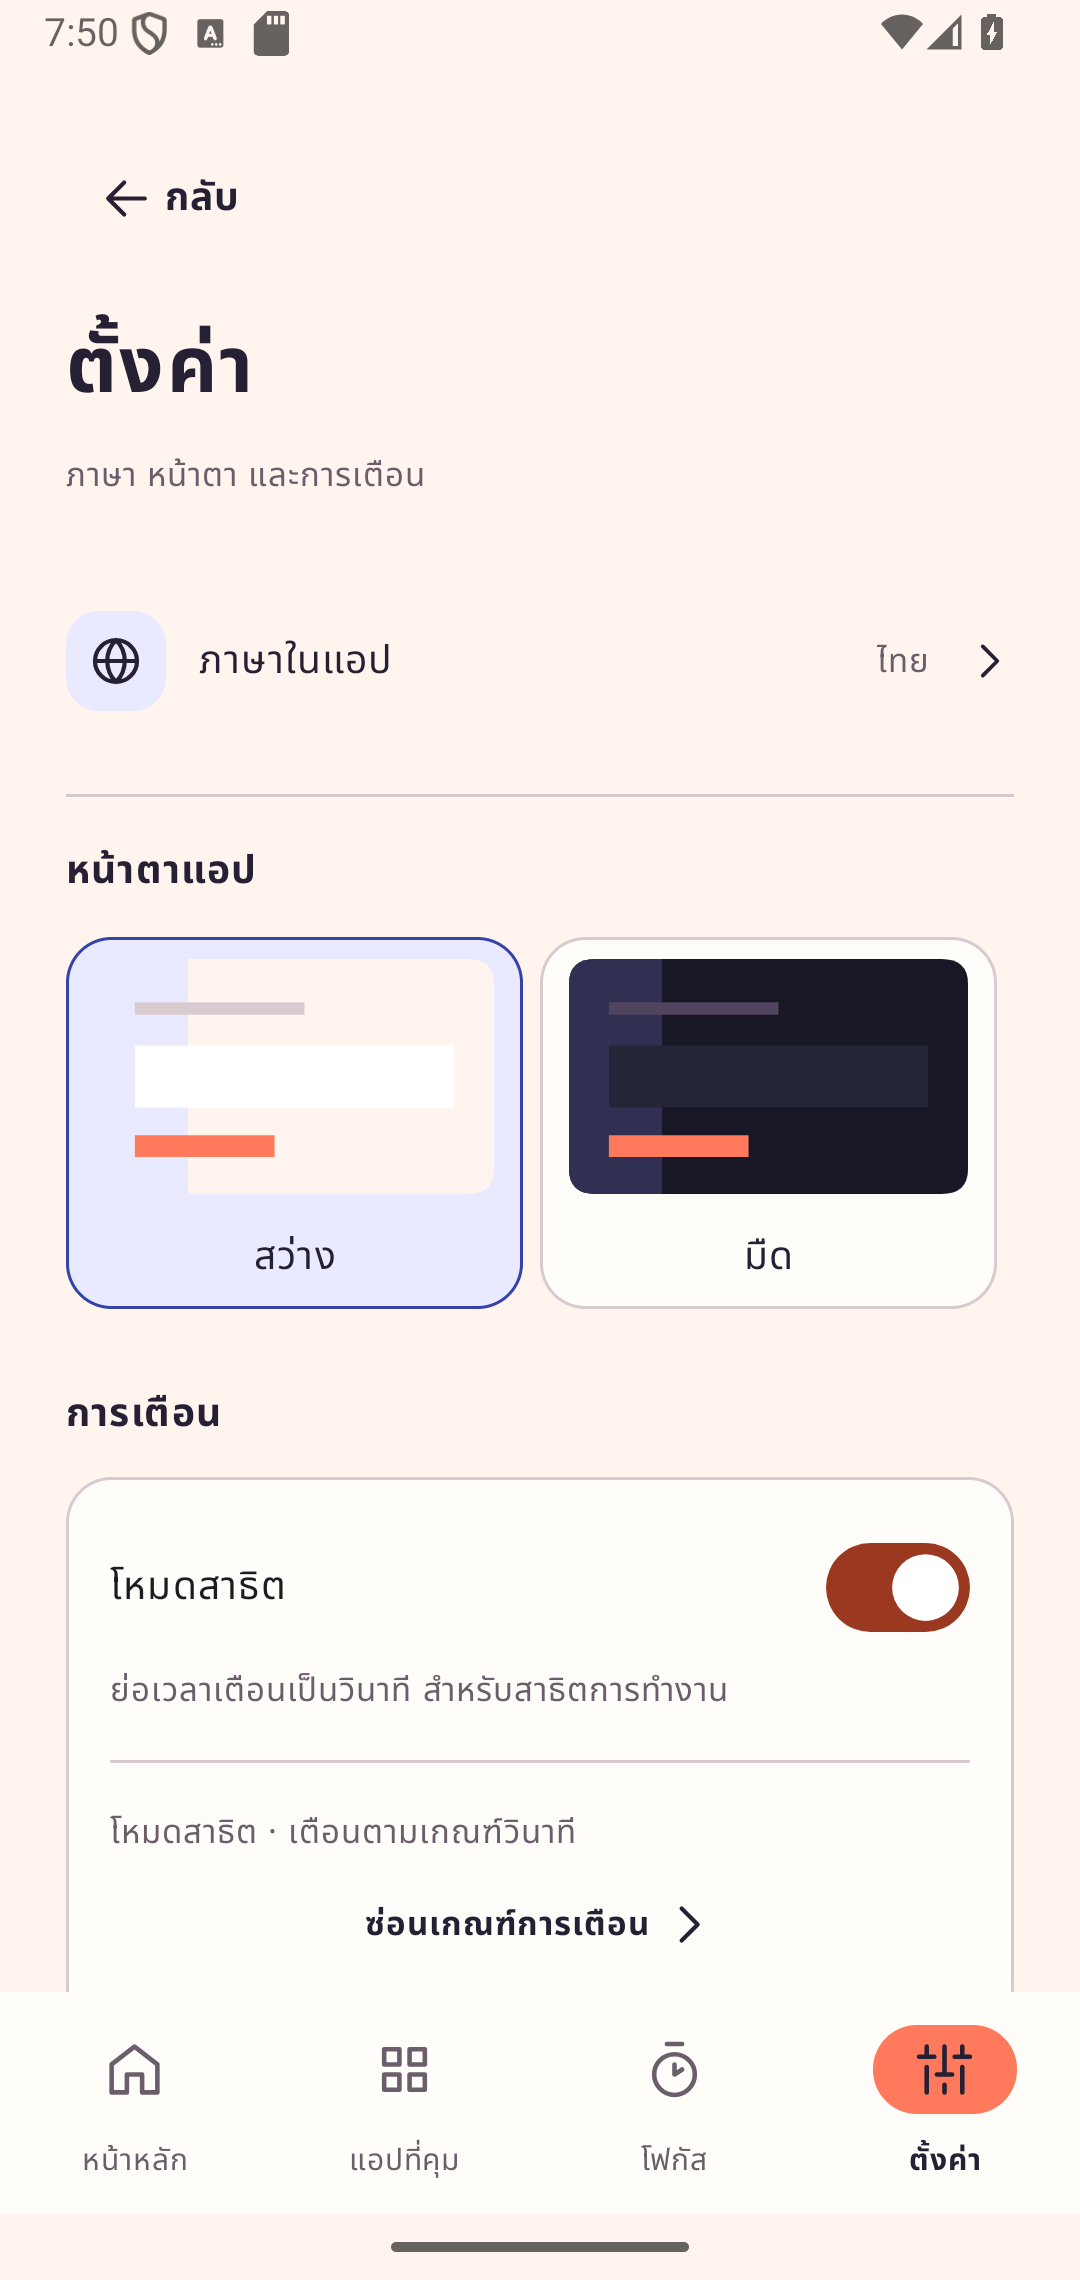 7:50
กลับ
ตั้งค่า
ภาษา หน้าตา และการเตือน
ภาษาในแอป ไทย
หน้าตาแอป
สว่าง มืด
การเตือน
โหมดสาธิต
ย่อเวลาเตือนเป็นวินาที สำหรับสาธิตการทำงาน
โหมดสาธิต · เตือนตามเกณฑ์วินาที
ซ่อนเกณฑ์การเตือน
หน้าหลัก แอปที่คุม โฟกัส ตั้งค่า